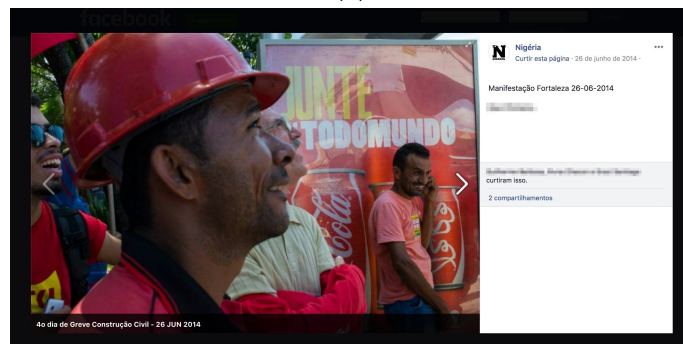 facebook
JUNTE
TODOMUNDO
Coca
Cola
4o dia de Greve Construção Civil - 26 JUN 2014
N
Nigéria
Curtir esta página · 26 de junho de 2014 ·
Manifestação Fortaleza 26-06-2014
curtiram isso.
2 compartilhamentos